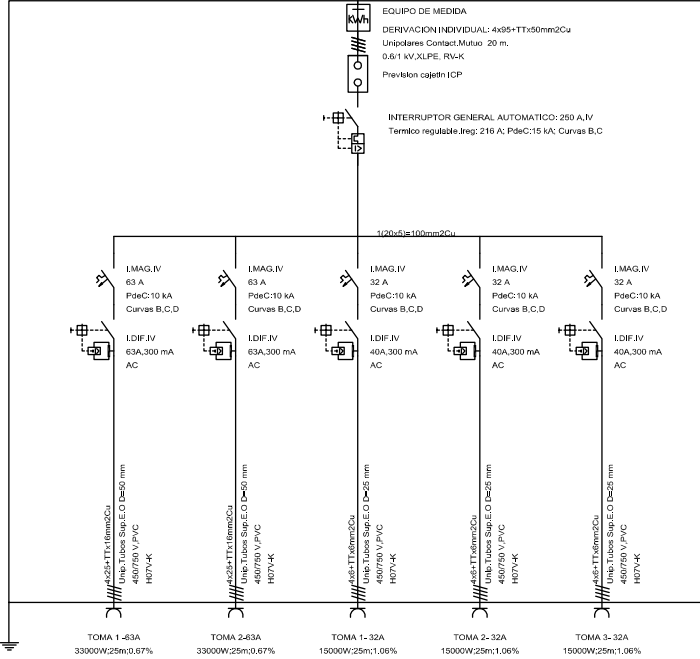 KWh
EQUIPO DE MEDIDA
DERIVACION INDIVIDUAL: 4x95+TTx50mm2Cu
Unipolares Contact.Mutuo 20 m.
0.6/1 kV,XLPE, RV-K
Prevision cajetin ICP
INTERRUPTOR GENERAL AUTOMATICO: 250 A,IV
Termico regulable.Ireg: 216 A; PdeC:15 kA; Curvas B,C
1(20x5)=100mm2Cu
I.MAG.IV
63 A
PdeC:10 kA
Curvas B,C,D
I.DIF.IV
63A,300 mA
AC
I.MAG.IV
63 A
PdeC:10 kA
Curvas B,C,D
I.DIF.IV
63A,300 mA
AC
I.MAG.IV
32 A
PdeC:10 kA
Curvas B,C,D
I.DIF.IV
40A,300 mA
AC
I.MAG.IV
32 A
PdeC:10 kA
Curvas B,C,D
I.DIF.IV
40A,300 mA
AC
I.MAG.IV
32 A
PdeC:10 kA
Curvas B,C,D
I.DIF.IV
40A,300 mA
AC
4x25+TTx16mm2Cu
Unip.Tubos Sup.E.O D=50 mm
450/750 V,PVC
H07V-K
4x25+TTx16mm2Cu
Unip.Tubos Sup.E.O D=50 mm
450/750 V,PVC
H07V-K
4x6+TTx6mm2Cu
Unip.Tubos Sup.E.O D=25 mm
450/750 V,PVC
H07V-K
4x6+TTx6mm2Cu
Unip.Tubos Sup.E.O D=25 mm
450/750 V,PVC
H07V-K
4x6+TTx6mm2Cu
Unip.Tubos Sup.E.O D=25 mm
450/750 V,PVC
H07V-K
TOMA 1 -63A
33000W;25m;0.67%
TOMA 2-63A
33000W;25m;0.67%
TOMA 1- 32A
15000W;25m;1.06%
TOMA 2- 32A
15000W;25m;1.06%
TOMA 3- 32A
15000W;25m;1.06%